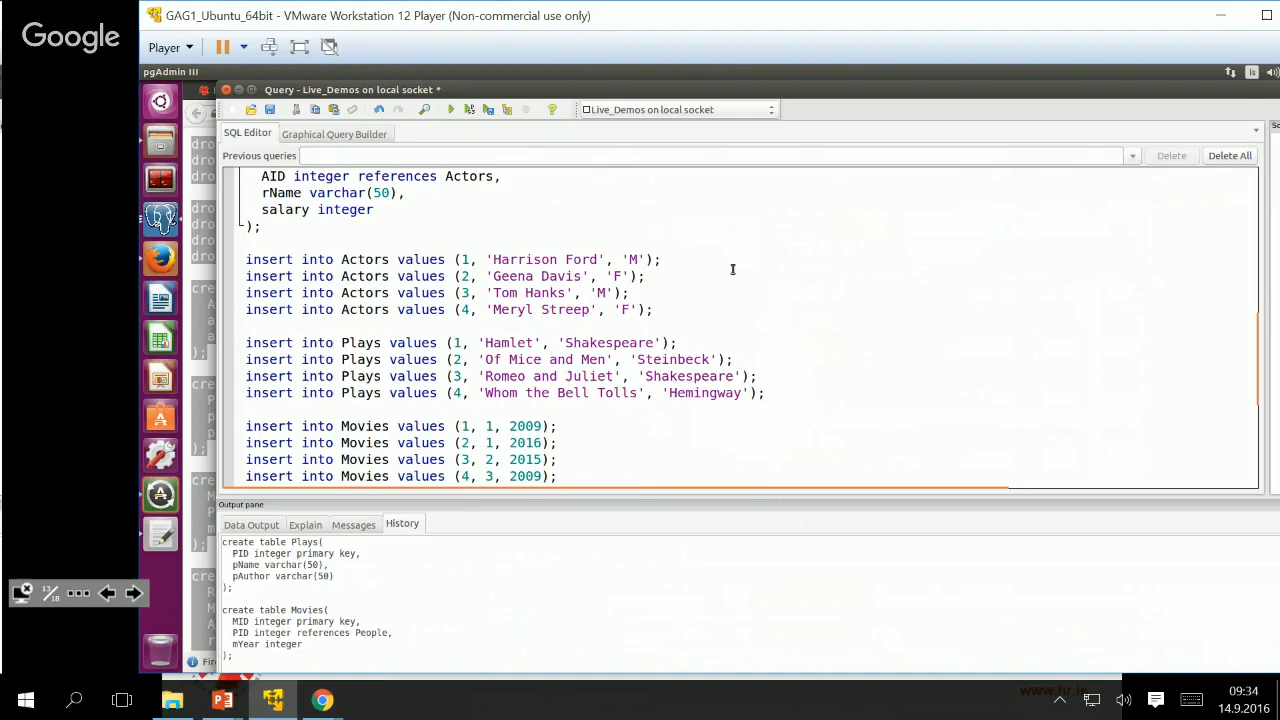 Google
GAG1_Ubuntu_64bit - VMware Workstation 12 Player (Non-commercial use only)
Player
pgAdmin III
Is
Query - Live_Demos on local socket *
Live_Demos on local socket
SQL Editor
Graphical Query Builder
Previous queries
Delete
Delete All
AID integer references Actors,
rName varchar(50),
salary integer
);
insert into Actors values (1, 'Harrison Ford', 'M');
insert into Actors values (2, 'Geena Davis', 'F');
insert into Actors values (3, 'Tom Hanks', 'M');
insert into Actors values (4, 'Meryl Streep', 'F');
insert into Plays values (1, 'Hamlet', 'Shakespeare');
insert into Plays values (2, 'Of Mice and Men', 'Steinbeck');
insert into Plays values (3, 'Romeo and Juliet', 'Shakespeare');
insert into Plays values (4, 'Whom the Bell Tolls', 'Hemingway');
insert into Movies values (1, 1, 2009);
insert into Movies values (2, 1, 2016);
insert into Movies values (3, 2, 2015);
insert into Movies values (4, 3, 2009);
Output pane
Data Output
Explain
Messages
History
create table Plays(
PID integer primary key,
pName varchar(50),
pAuthor varchar(50)
);
create table Movies(
MID integer primary key,
PID integer references People,
mYear integer
);
13/18
Fire
www.hr.is
09:34
14.9.2016